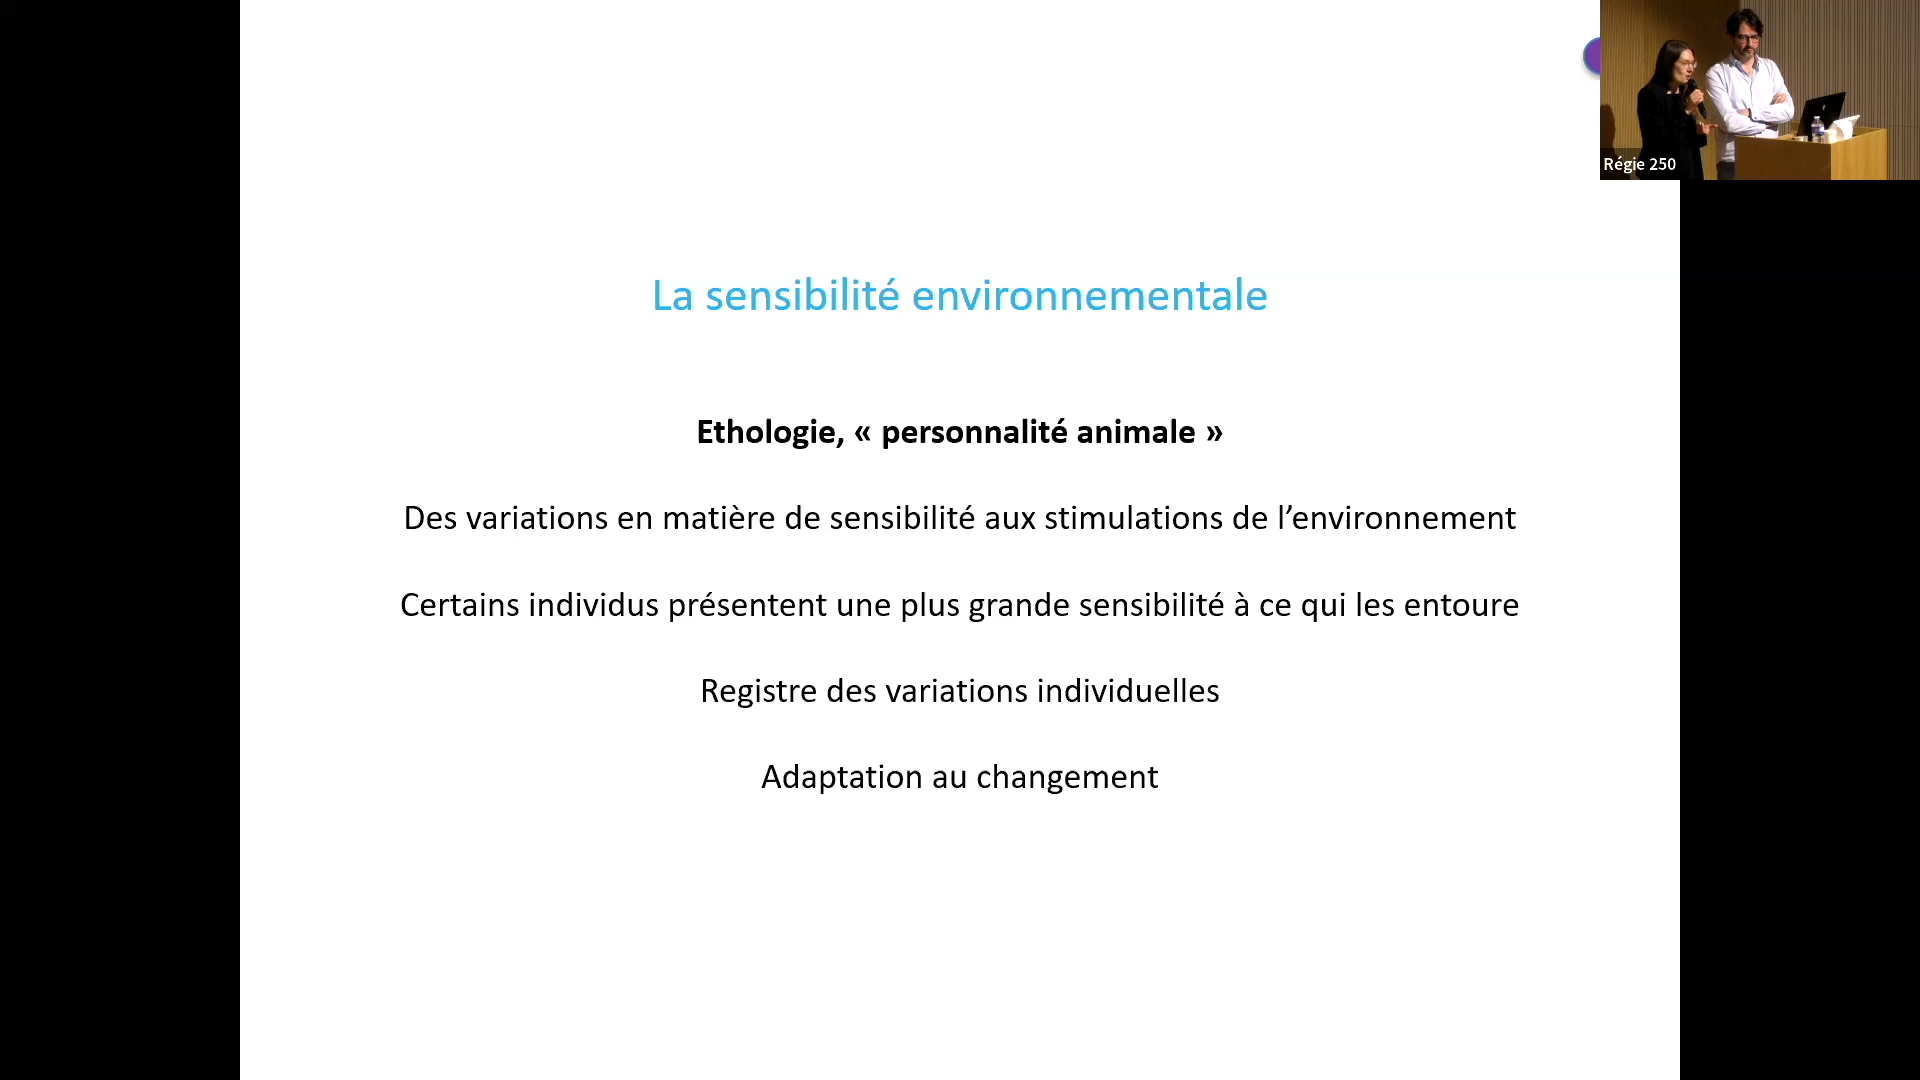 La sensibilité environnementale
Ethologie, « personnalité animale »
Des variations en matière de sensibilité aux stimulations de l’environnement
Certains individus présentent une plus grande sensibilité à ce qui les entoure
Registre des variations individuelles
Adaptation au changement
Régie 250